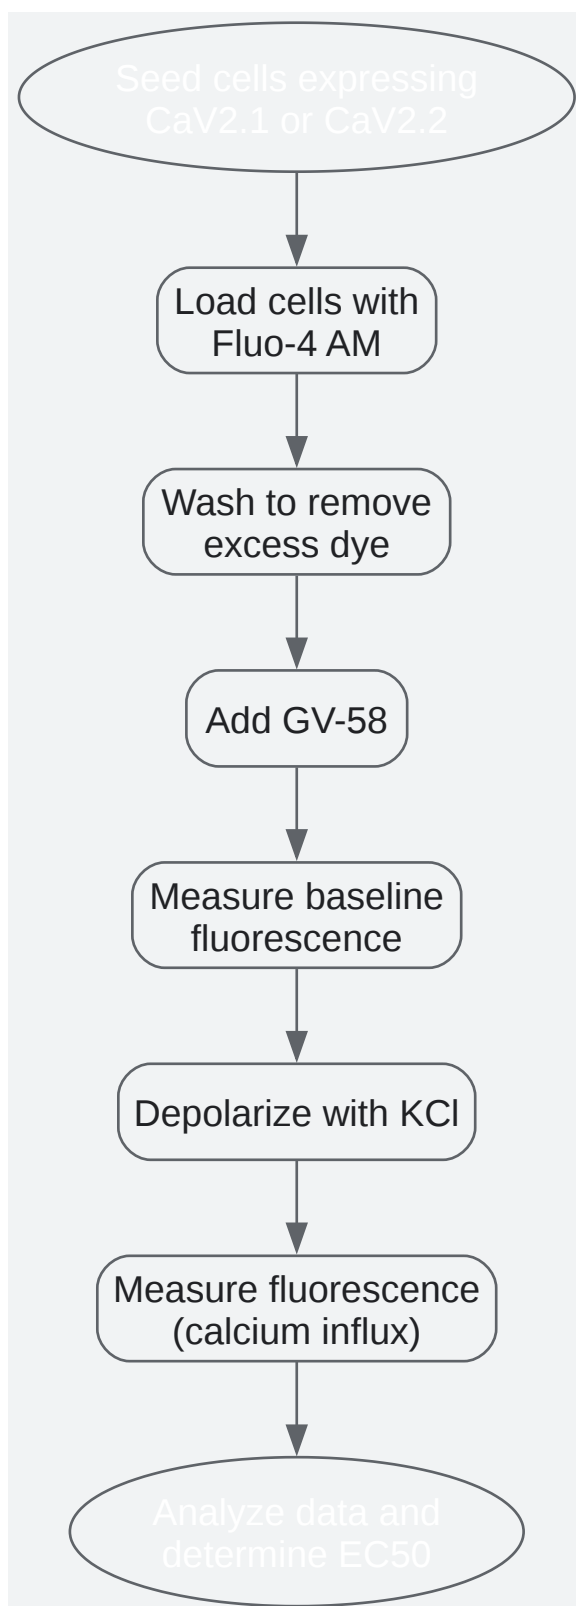 Seed cells expressing
CaV2.1 or CaV2.2
Load cells with
Fluo-4 AM
Wash to remove
excess dye
Add GV-58
Measure baseline
fluorescence
Depolarize with KCl
Measure fluorescence
(calcium influx)
Analyze data and
determine EC50